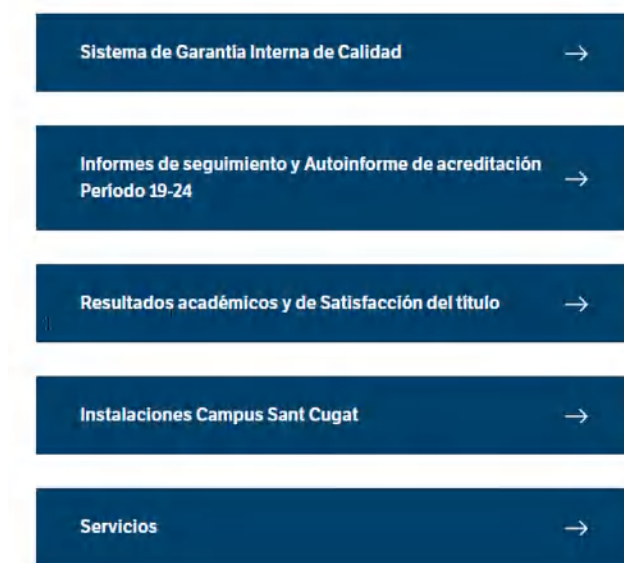 Sistema de Garantía Interna de Calidad
Informes de seguimiento y Autoinforme de acreditación
Periodo 19-24
Resultados académicos y de Satisfacción del título
Instalaciones Campus Sant Cugat
Servicios